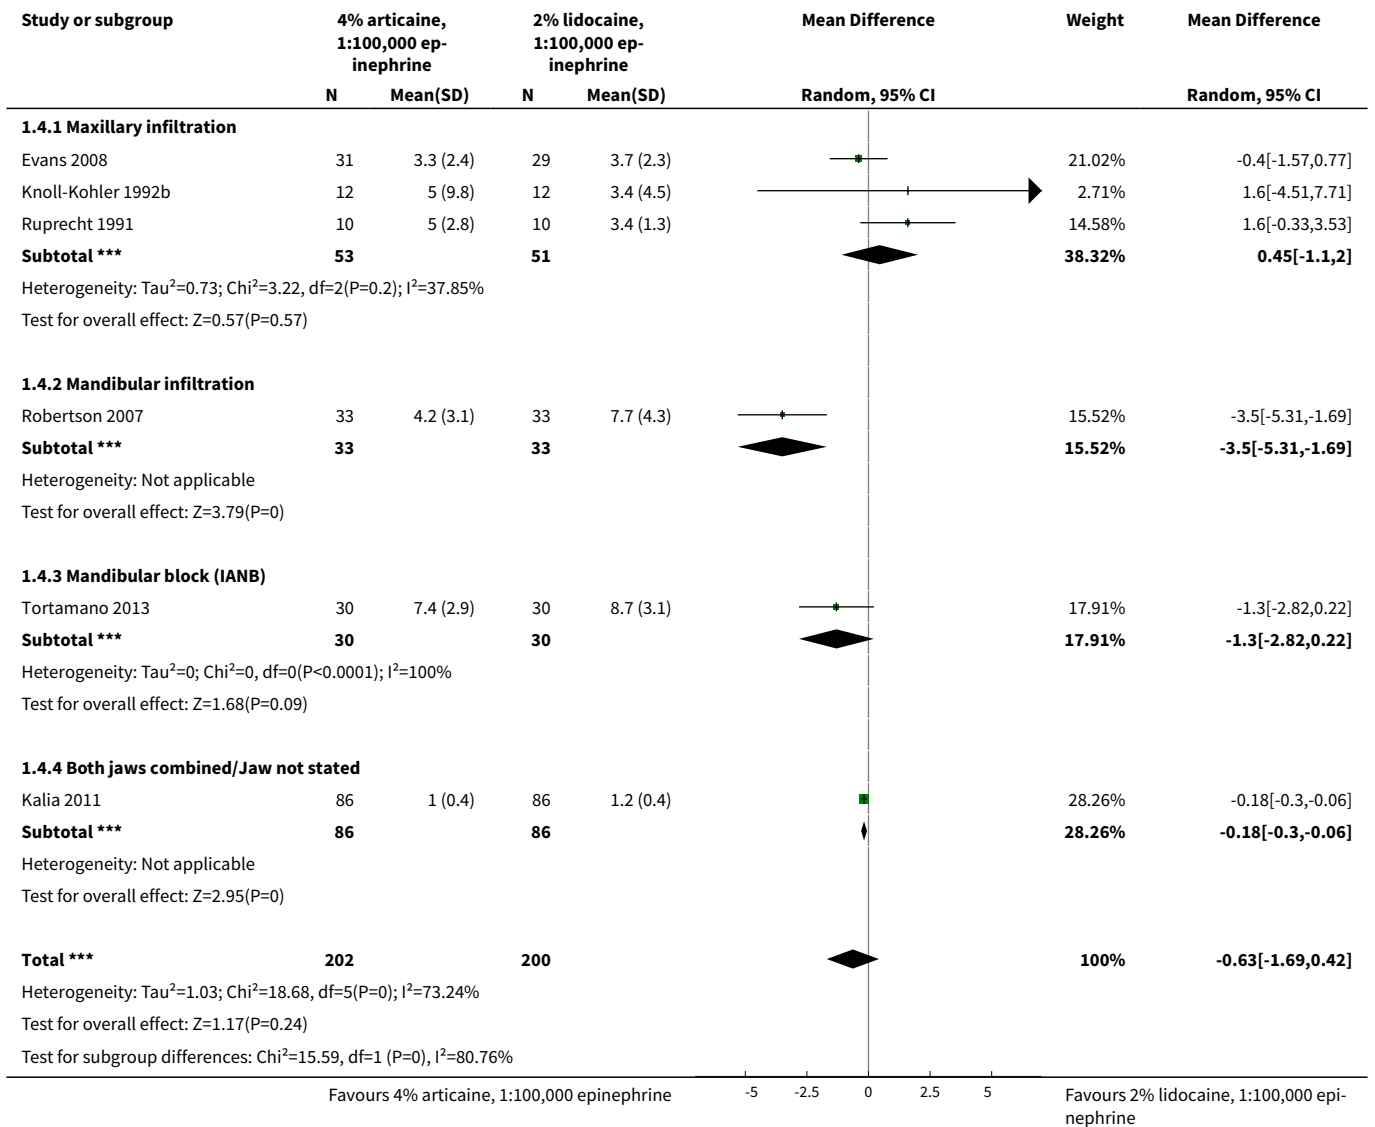 Study or subgroup 4% articaine, 1:100,000 ep-inephrine 2% lidocaine, 1:100,000 ep-inephrine Mean Difference Weight Mean Difference
N Mean(SD) N Mean(SD) Random, 95% CI Random, 95% CI
1.4.1 Maxillary infiltration
Evans 2008 31 3.3 (2.4) 29 3.7 (2.3) 21.02% -0.4[-1.57,0.77]
Knoll-Kohler 1992b 12 5 (9.8) 12 3.4 (4.5) 2.71% 1.6[-4.51,7.71]
Ruprecht 1991 10 5 (2.8) 10 3.4 (1.3) 14.58% 1.6[-0.33,3.53]
Subtotal *** 53 51 38.32% 0.45[-1.1,2]
Heterogeneity: Tau²=0.73; Chi²=3.22, df=2(P=0.2); I²=37.85%
Test for overall effect: Z=0.57(P=0.57)
1.4.2 Mandibular infiltration
Robertson 2007 33 4.2 (3.1) 33 7.7 (4.3) 15.52% -3.5[-5.31,-1.69]
Subtotal *** 33 33 15.52% -3.5[-5.31,-1.69]
Heterogeneity: Not applicable
Test for overall effect: Z=3.79(P=0)
1.4.3 Mandibular block (IANB)
Tortamano 2013 30 7.4 (2.9) 30 8.7 (3.1) 17.91% -1.3[-2.82,0.22]
Subtotal *** 30 30 17.91% -1.3[-2.82,0.22]
Heterogeneity: Tau²=0; Chi²=0, df=0(P<0.0001); I²=100%
Test for overall effect: Z=1.68(P=0.09)
1.4.4 Both jaws combined/Jaw not stated
Kalia 2011 86 1 (0.4) 86 1.2 (0.4) 28.26% -0.18[-0.3,-0.06]
Subtotal *** 86 86 28.26% -0.18[-0.3,-0.06]
Heterogeneity: Not applicable
Test for overall effect: Z=2.95(P=0)
Total *** 202 200 100% -0.63[-1.69,0.42]
Heterogeneity: Tau²=1.03; Chi²=18.68, df=5(P=0); I²=73.24%
Test for overall effect: Z=1.17(P=0.24)
Test for subgroup differences: Chi²=15.59, df=1 (P=0), I²=80.76%
Favours 4% articaine, 1:100,000 epinephrine -5 -2.5 0 2.5 5 Favours 2% lidocaine, 1:100,000 epi-
nephrine